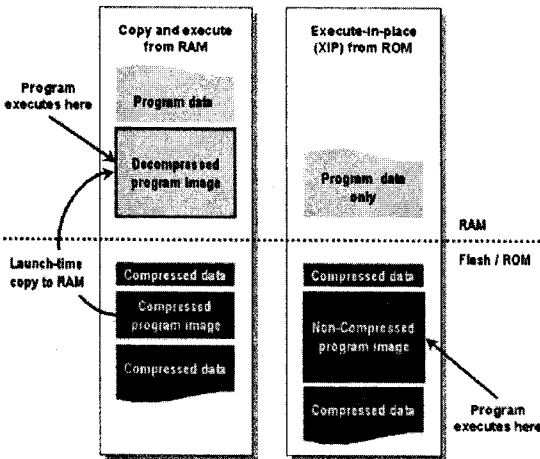 Copy and execute
from RAM
Execute-in-place
(XIP) from ROM
Program
executes here
Program data
Decompressed
program image
Program data
only
RAM
Flash / ROM
Launch-time
copy to RAM
Compressed data
Compressed
program image
Compressed data
Compressed data
Non-Compressed
program image
Compressed data
Program
executes here